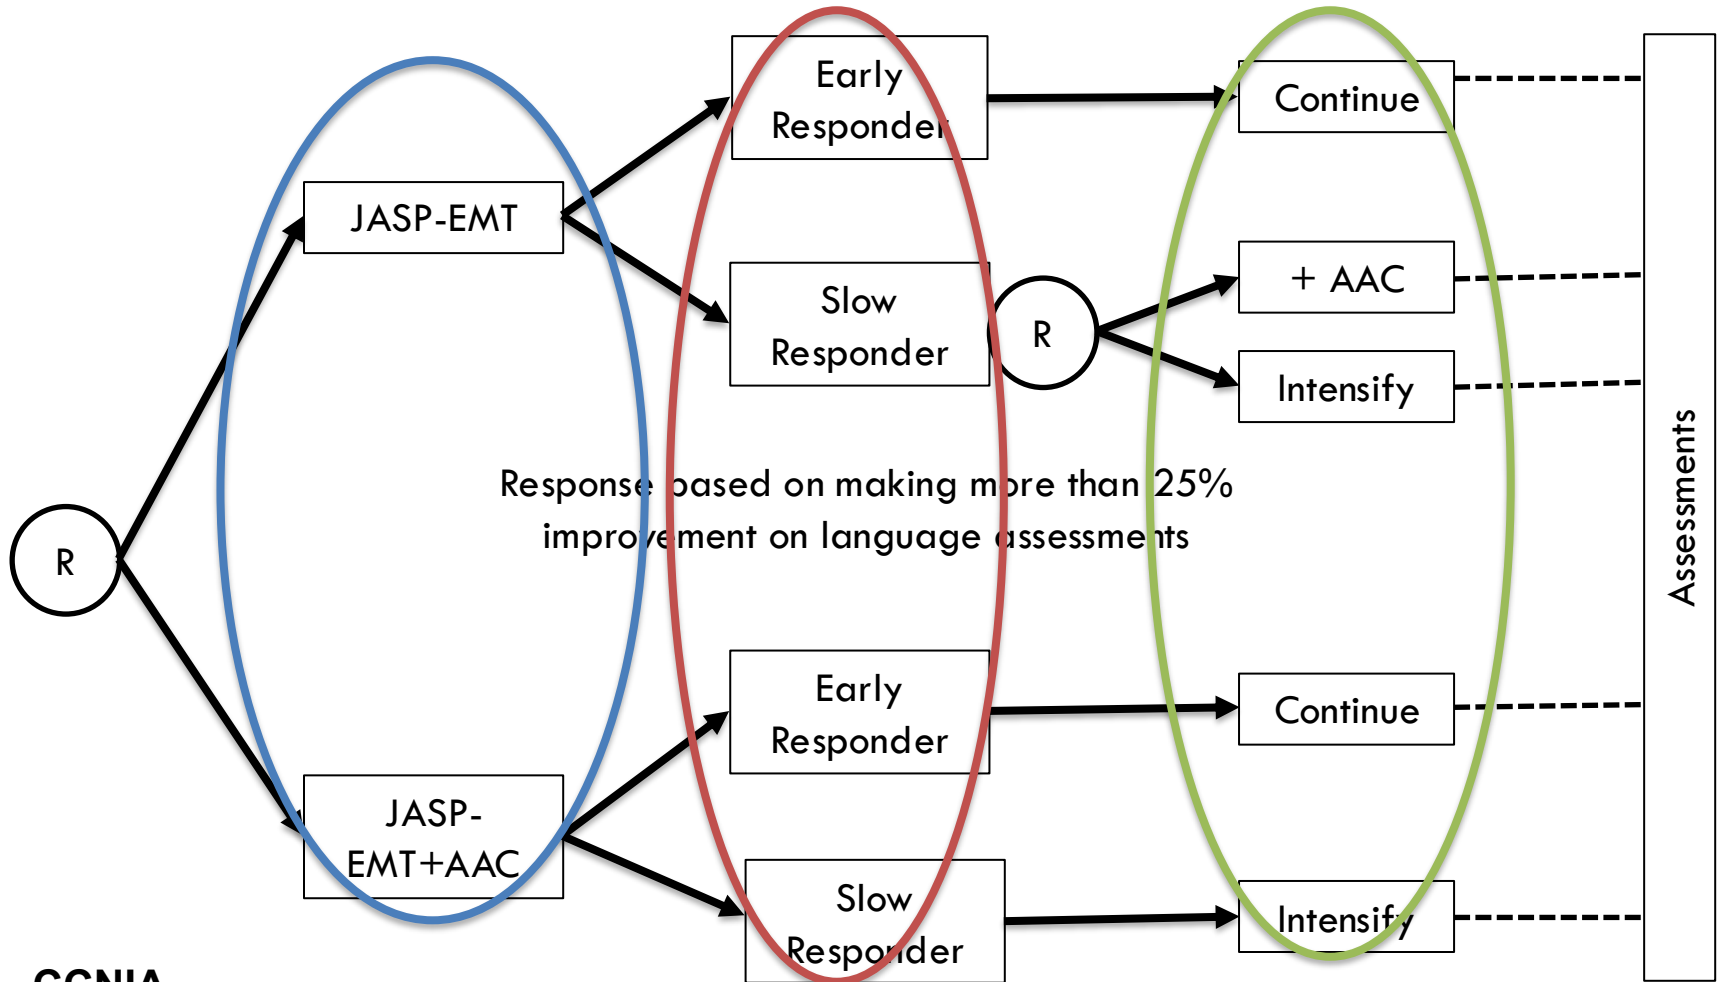 Early
Responder
Continue
JASP-EMT
+ AAC
Slow
Responder
R
Intensify
Response based on making more than 25%
improvement on language assessments
Assessments
R
Early
Responder
Continue
JASP-
EMT+AAC
Slow
Responder
Intensify